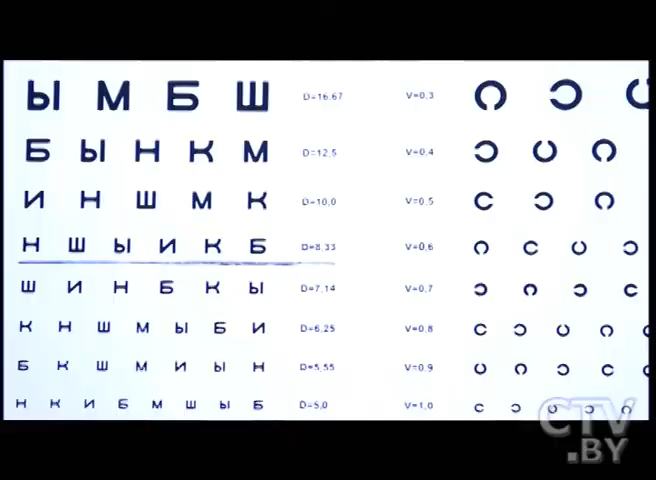 Ы М Б Ш D=16,67 V=0,3
Б Ы Н К М D=12,5 V=0,4
И Н Ш М К D=10,0 V=0,5
Н Ш Ы И К Б D=8,33 V=0,6
Ш И Н Б К Ы D=7,14 V=0,7
К Н Ш М Ы Б И D=6,25 V=0,8
Б К Ш М И Ы Н D=5,55 V=0,9
Н К И Б М Ш Ы Б D=5,0 V=1,0
CTV
.BY